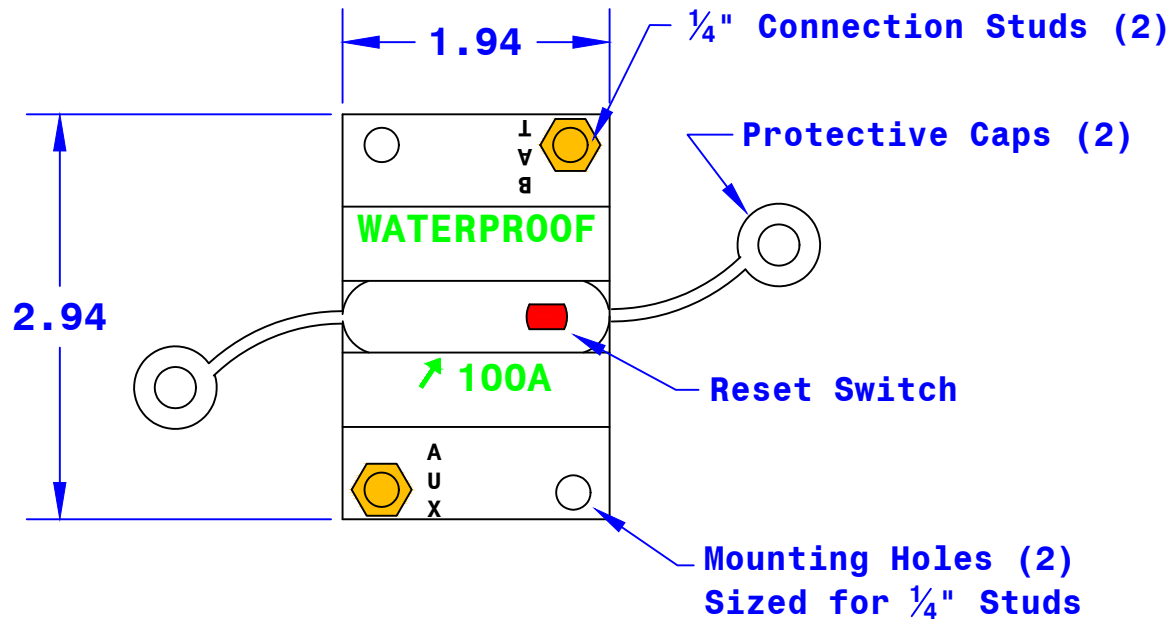 1.94
¼" Connection Studs (2)
BAT
Protective Caps (2)
WATERPROOF
2.94
100A
Reset Switch
AUX
Mounting Holes (2)
Sized for ¼" Studs